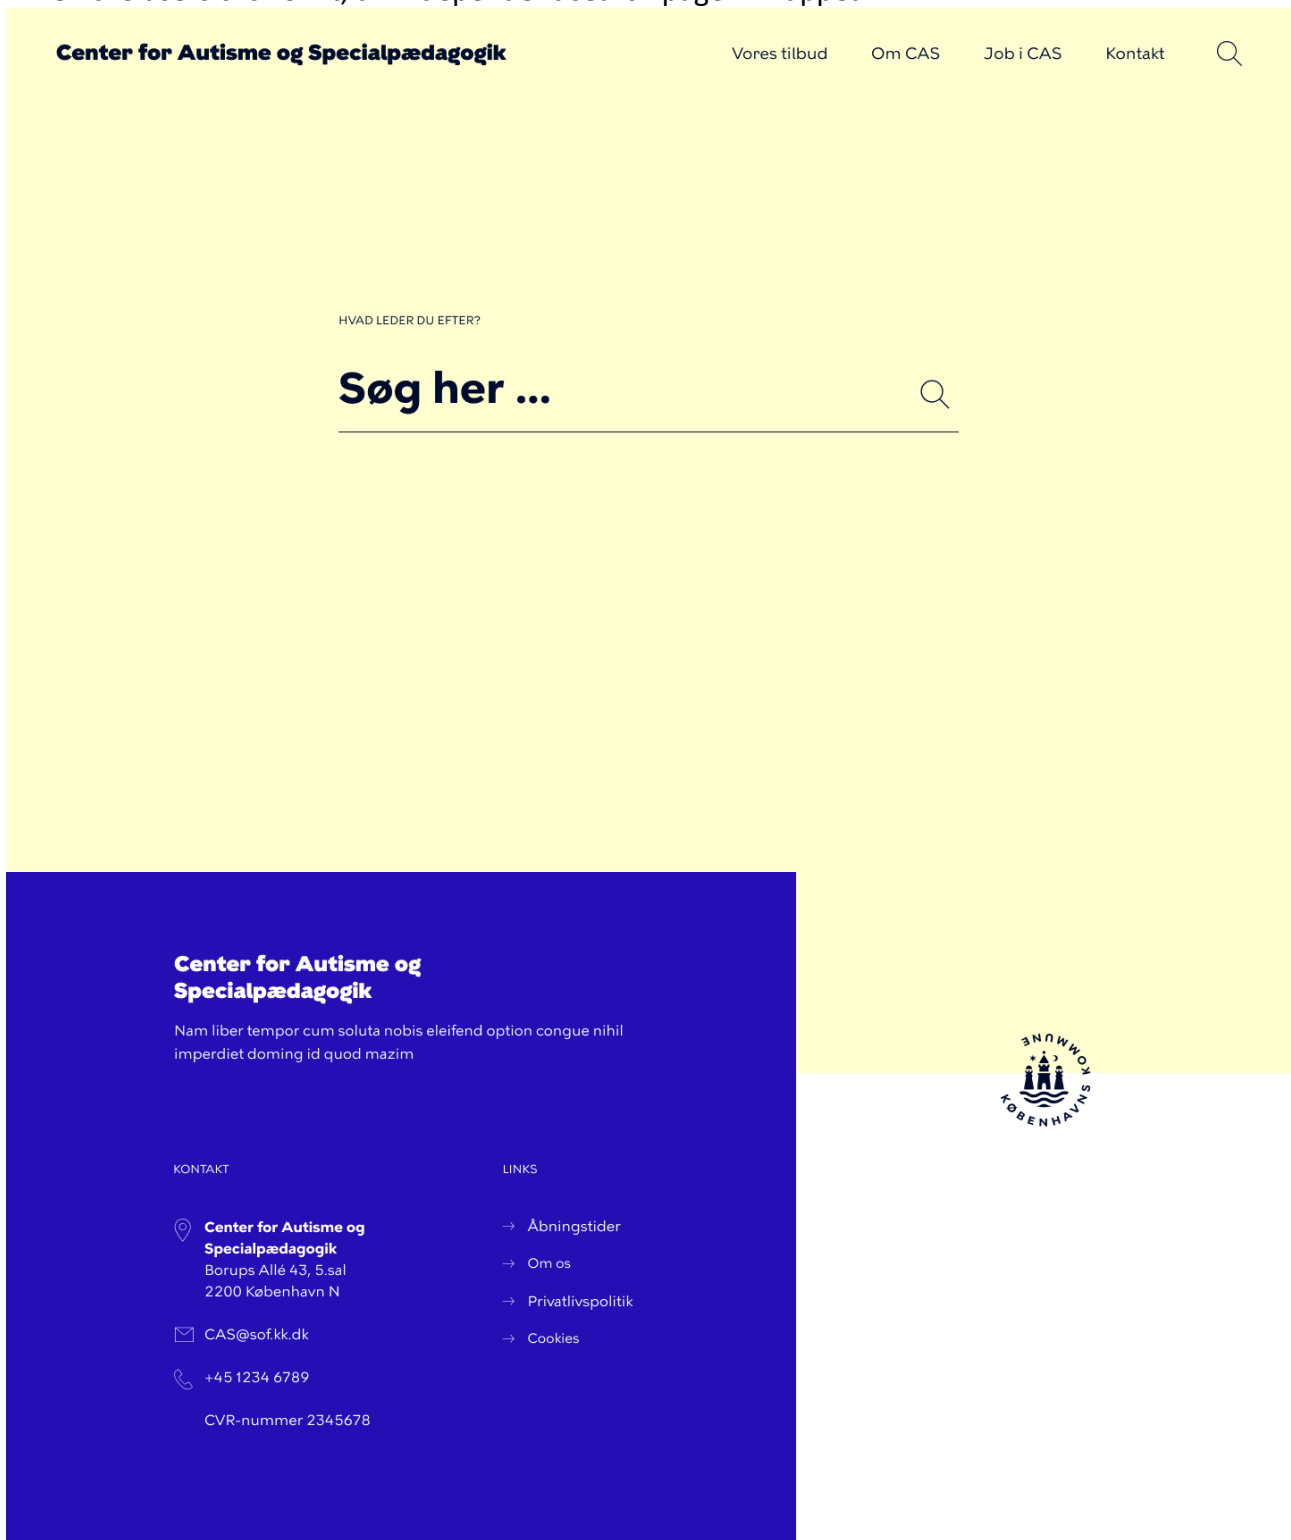 Center for Autisme og Specialpædagogik
Vores tilbud
Om CAS
Job i CAS
Kontakt
HVAD LEDER DU EFTER?
Søg her ...
Center for Autisme og
Specialpædagogik
Nam liber tempor cum soluta nobis eleifend option congue nihil
imperdiet doming id quod mazim
KØBENHAVNS KOMMUNE
KONTAKT
Center for Autisme og
Specialpædagogik
Borups Allé 43, 5.sal
2200 København N
CAS@sof.kk.dk
+45 1234 6789
CVR-nummer 2345678
LINKS
Åbningstider
Om os
Privatlivspolitik
Cookies